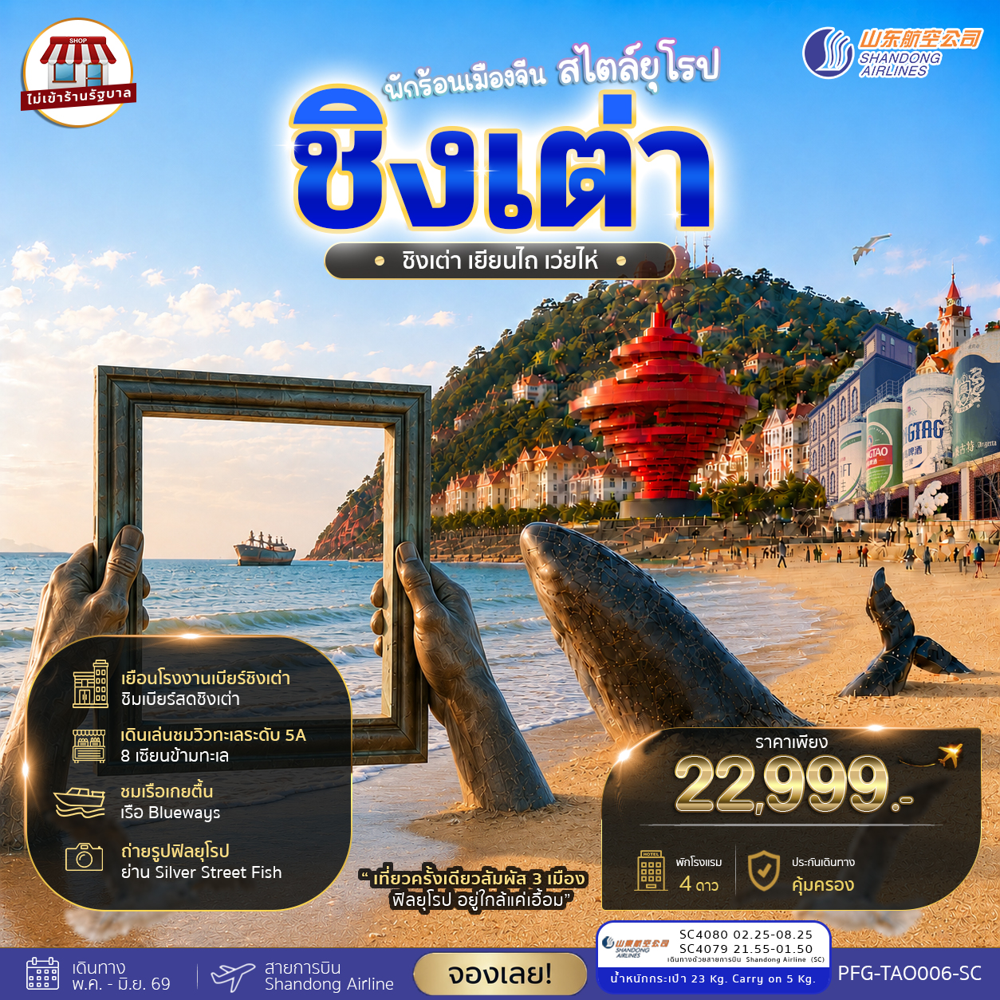 SHOP
ไม่เข้าร้านรัฐบาล
山东航空公司
SHANDONG
AIRLINES
พักร้อนเมืองจีน สไตล์ยุโรป
ชิงเต่า
ชิงเต่า เยียนไถ เว่ยไห่
TSINGTAO
เยือนโรงงานเบียร์ชิงเต่า
ชิมเบียร์สดชิงเต่า
เดินเล่นชมวิวทะเลระดับ 5A
8 เซียนข้ามทะเล
ชมเรือเกยตื้น
เรือ Blueways
ถ่ายรูปฟิลยุโรป
ย่าน Silver Street Fish
“ เที่ยวครั้งเดียวสัมผัส 3 เมือง
ฟิลยุโรป อยู่ใกล้แค่เอื้อม”
ราคาเพียง
22,999.-
HOTEL
พักโรงแรม
4 ดาว
ประกันเดินทาง
คุ้มครอง
เดินทาง
พ.ค. - มิ.ย. 69
สายการบิน
Shandong Airline
จองเลย!
山東航空公司
SHANDONG
AIRLINES
SC4080 02.25-08.25
SC4079 21.55-01.50
เดินทางด้วยสายการบิน Shandong Airline (SC)
น้ำหนักกระเป๋า 23 Kg. Carry on 5 Kg.
PFG-TAO006-SC